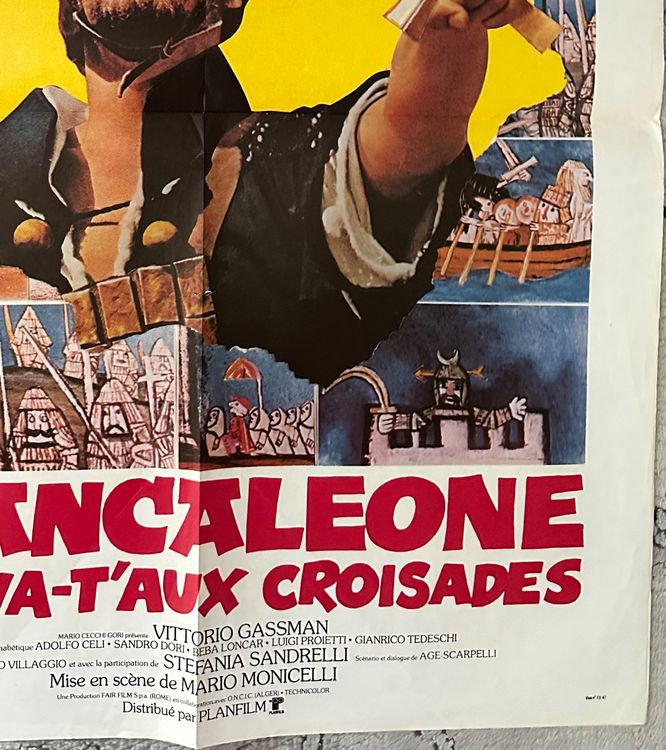 ANCALEONE
VA-T'AUX CROISADES
MARIO CECCHI GORI présente VITTORIO GASSMAN
habétique ADOLFO CELI • SANDRO DORI • BEBA LONCAR • LUIGI PROIETTI • GIANRICO TEDESCHI
O VILLAGGIO et avec la participation de STEFANIA SANDRELLI Scénario et dialogue de AGE-SCARPELLI
Mise en scène de MARIO MONICELLI
Une Production FAIR FILM S.p.a. (ROME) en collaboration avec O.N.C.I.C. (ALGER) • TECHNICOLOR
Distribué par PLANFILM
PLANFILM